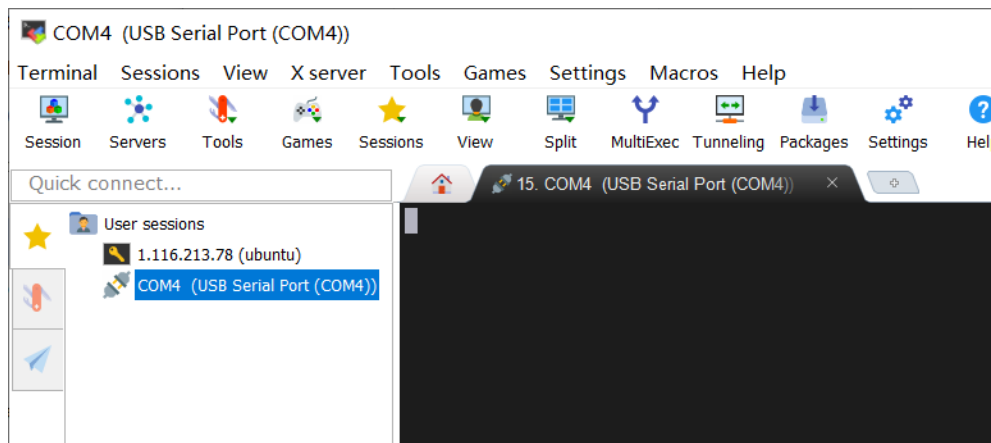 COM4 (USB Serial Port (COM4))
Terminal Sessions View X server Tools Games Settings Macros Help
Session Servers Tools Games Sessions View Split MultiExec Tunneling Packages Settings Hel
Quick connect...
15. COM4 (USB Serial Port (COM4))
User sessions
1.116.213.78 (ubuntu)
COM4 (USB Serial Port (COM4))